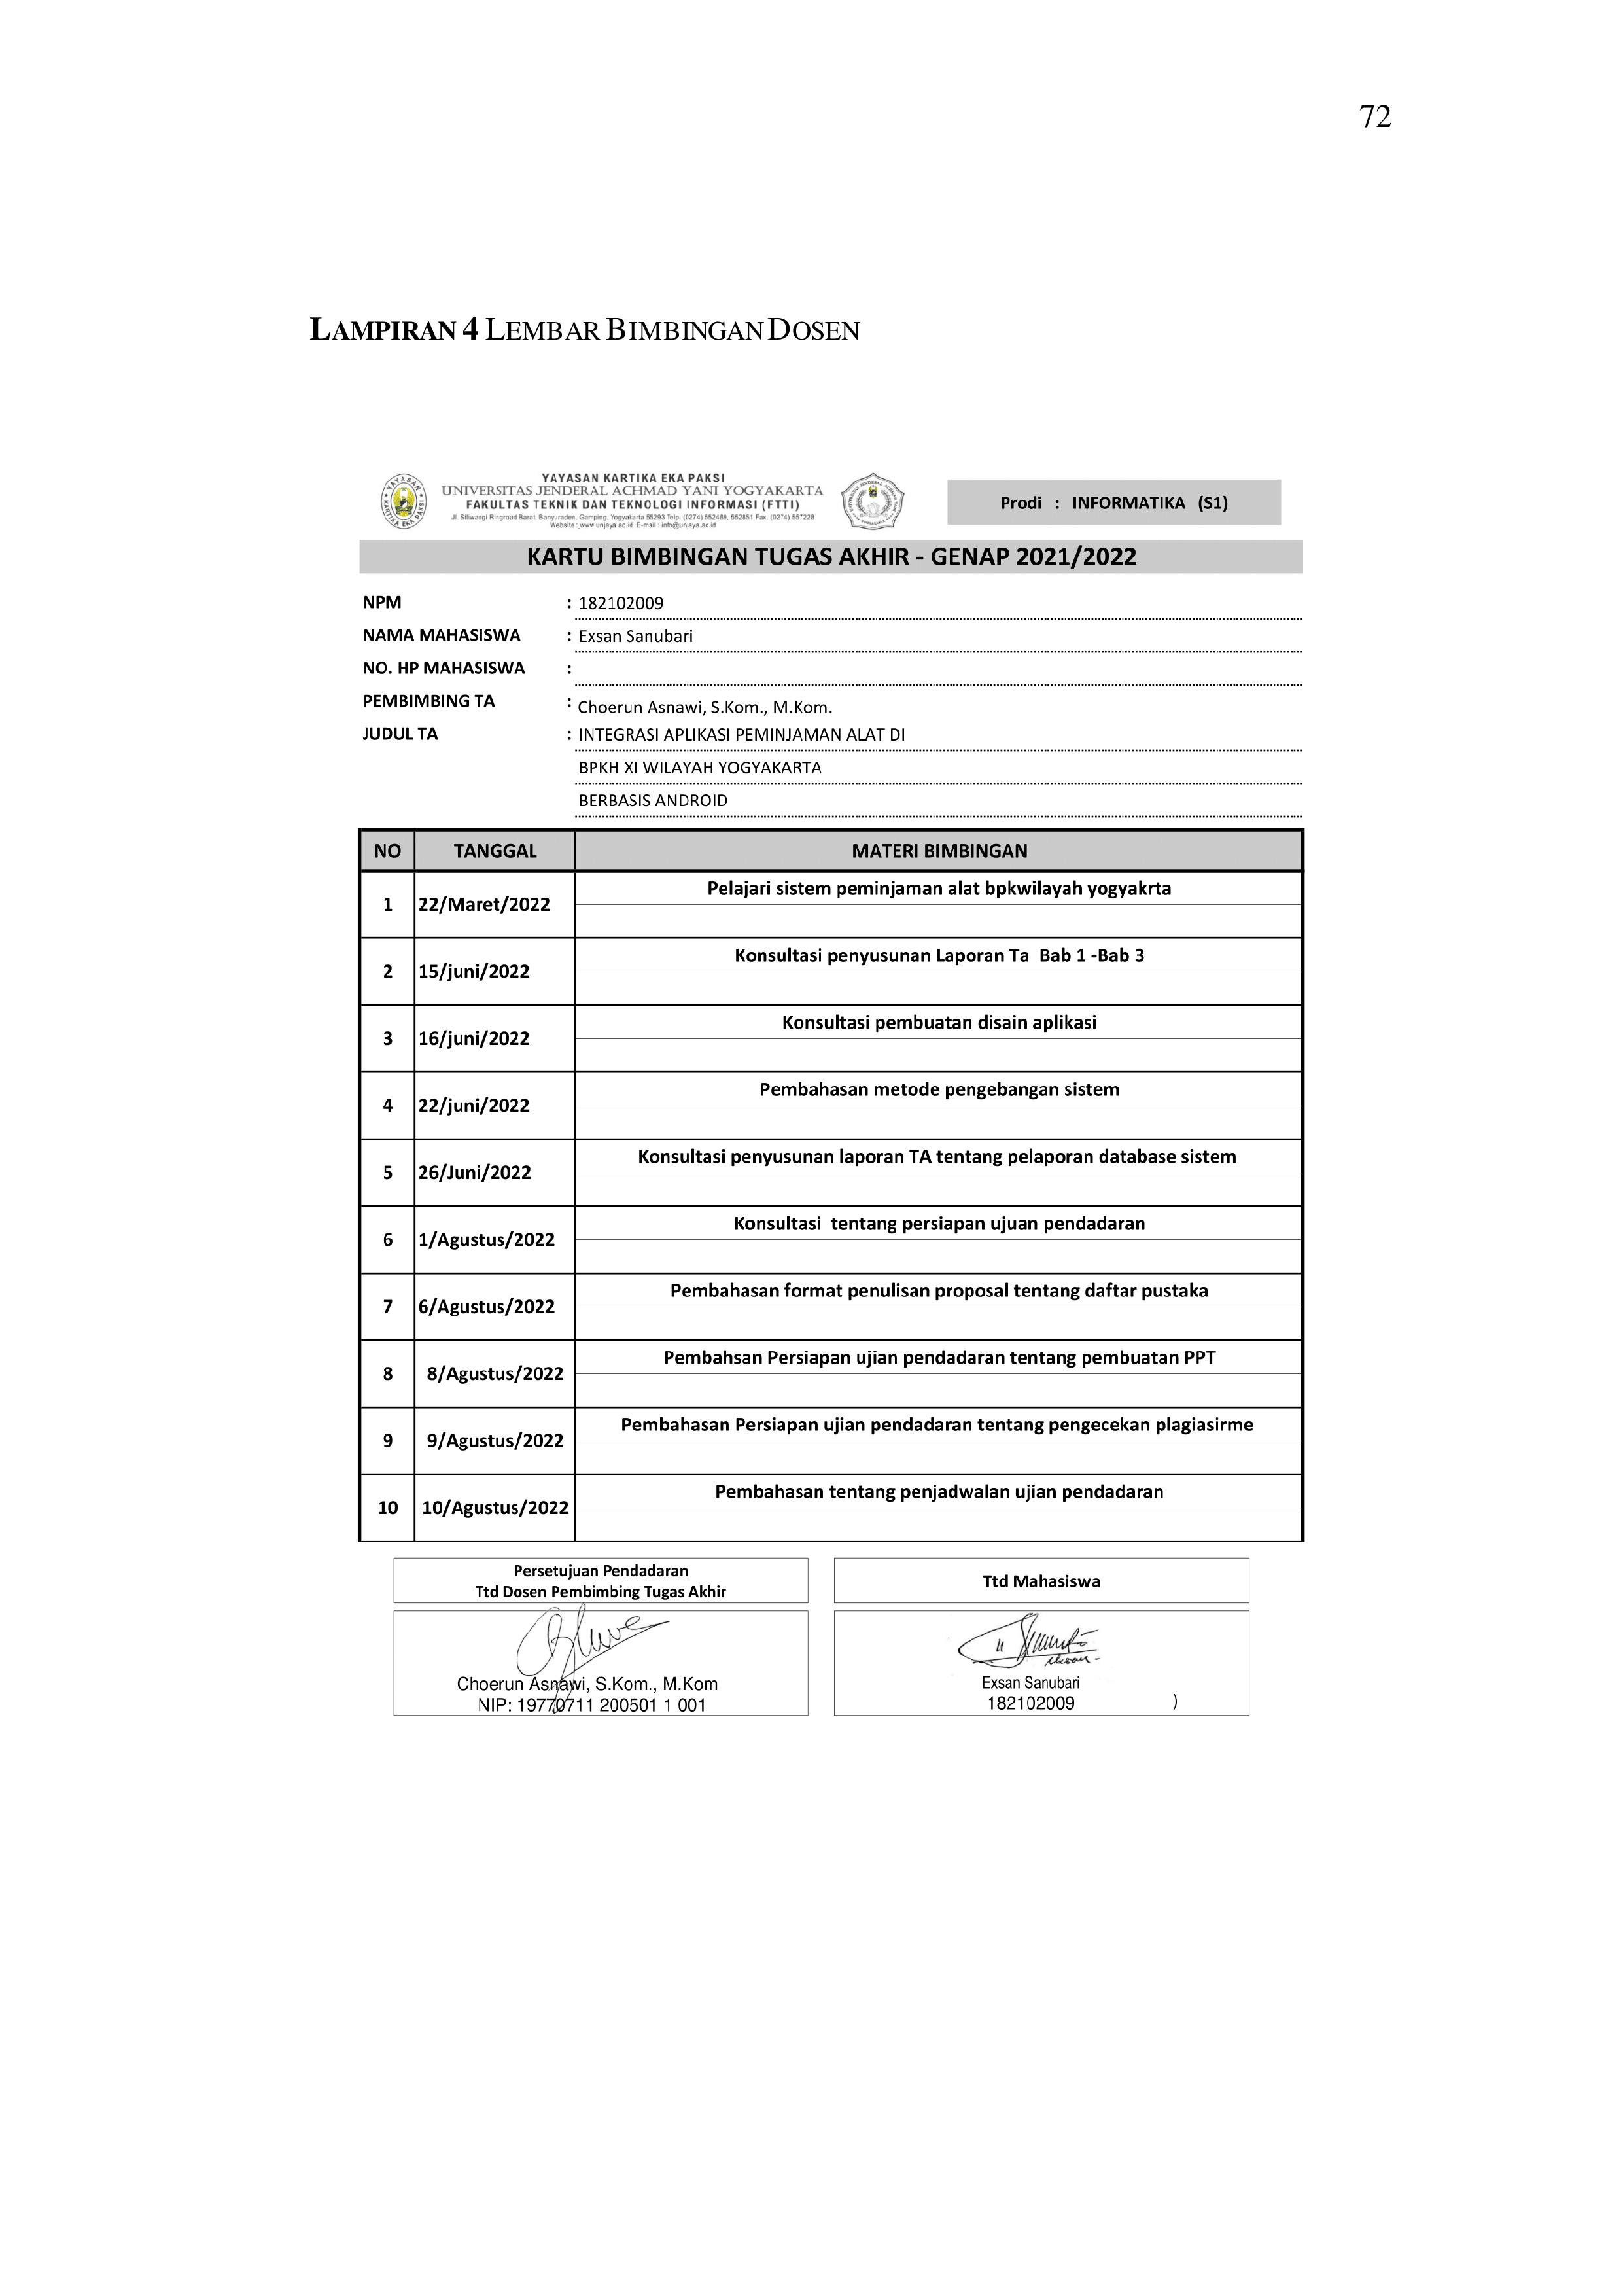 72
LAMPIRAN 4 LEMBAR BIMBINGAN DOSEN
YAYASAN KARTIKA EKA PAKSI
UNIVERSITAS JENDERAL ACHMAD YANI YOGYAKARTA
FAKULTAS TEKNIK DAN TEKNOLOGI INFORMASI (FTTI)
Jl. Siliwangi Ringroad Barat, Banyuraden, Gamping, Yogyakarta 55293 Telp. (0274) 552489, 552851 Fax. (0274) 557228
Website : www.unjaya.ac.id E-mail : info@unjaya.ac.id
Prodi : INFORMATIKA (S1)
KARTU BIMBINGAN TUGAS AKHIR - GENAP 2021/2022
NPM : 182102009
NAMA MAHASISWA : Exsan Sanubari
NO. HP MAHASISWA :
PEMBIMBING TA : Choerun Asnawi, S.Kom., M.Kom.
JUDUL TA : INTEGRASI APLIKASI PEMINJAMAN ALAT DI
BPKH XI WILAYAH YOGYAKARTA
BERBASIS ANDROID
NO TANGGAL MATERI BIMBINGAN
1 22/Maret/2022 Pelajari sistem peminjaman alat bpkwilayah yogyakrta
2 15/juni/2022 Konsultasi penyusunan Laporan Ta Bab 1 -Bab 3
3 16/juni/2022 Konsultasi pembuatan disain aplikasi
4 22/juni/2022 Pembahasan metode pengebangan sistem
5 26/Juni/2022 Konsultasi penyusunan laporan TA tentang pelaporan database sistem
6 1/Agustus/2022 Konsultasi tentang persiapan ujuan pendadaran
7 6/Agustus/2022 Pembahasan format penulisan proposal tentang daftar pustaka
8 8/Agustus/2022 Pembahsan Persiapan ujian pendadaran tentang pembuatan PPT
9 9/Agustus/2022 Pembahasan Persiapan ujian pendadaran tentang pengecekan plagiasirme
10 10/Agustus/2022 Pembahasan tentang penjadwalan ujian pendadaran
Persetujuan Pendadaran
Ttd Dosen Pembimbing Tugas Akhir
Ttd Mahasiswa
Choerun Asnawi, S.Kom., M.Kom
NIP: 19770711 200501 1 001
Exsan Sanubari
182102009 )